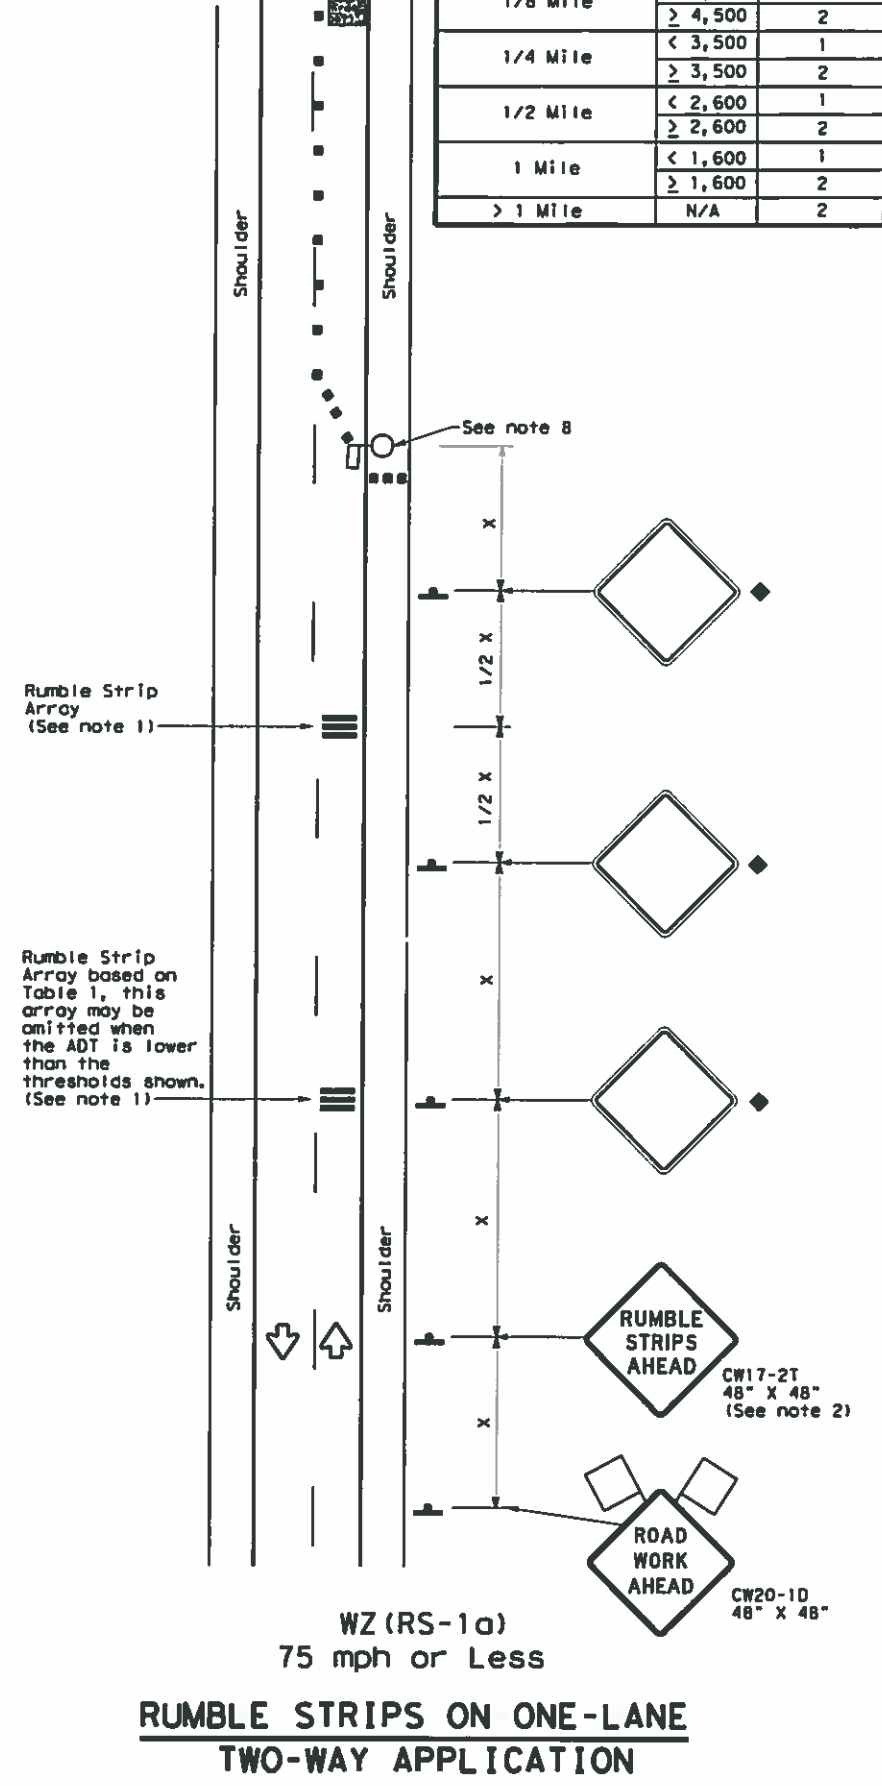 1/8 Mile
≥ 4,500 2
1/4 Mile
< 3,500 1
≥ 3,500 2
1/2 Mile
< 2,600 1
≥ 2,600 2
1 Mile
< 1,600 1
≥ 1,600 2
> 1 Mile N/A 2
Shoulder
Shoulder
See note 8
X
1/2 X
Rumble Strip
Array
(See note 1)
1/2 X
Rumble Strip
Array based on
Table 1, this
array may be
omitted when
the ADT is lower
than the
thresholds shown.
(See note 1)
X
X
Shoulder
Shoulder
RUMBLE
STRIPS
AHEAD
CW17-2T
48" X 48"
(See note 2)
X
ROAD
WORK
AHEAD
CW20-1D
48" X 48"
WZ(RS-1a)
75 mph or Less
RUMBLE STRIPS ON ONE-LANE
TWO-WAY APPLICATION